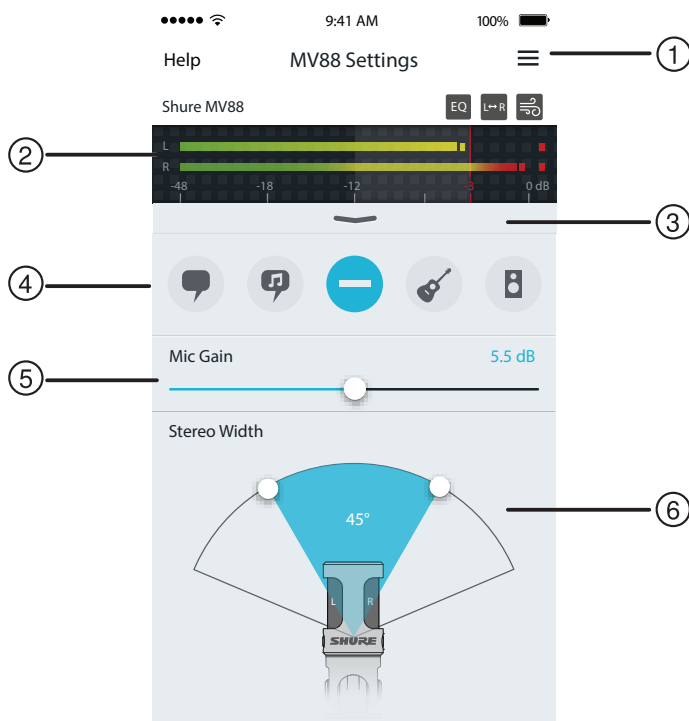 9:41 AM 100%
Help MV88 Settings
1
Shure MV88 EQ L↔R
2
L
R
-48 -18 -12 -3 0 dB
3
4
Mic Gain 5.5 dB
5
Stereo Width
45°
6
L R
SHURE